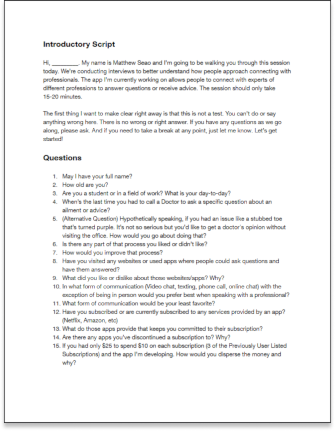 Introductory Script
Hi, ________. My name is Matthew Seao and I'm going to be walking you through this session
today. We're conducting interviews to better understand how people approach connecting with
professionals. The app I'm currently working on allows people to connect with experts of
different professions to answer questions or receive advice. The session should only take
15-20 minutes.
The first thing I want to make clear right away is that this is not a test. You can't do or say
anything wrong here. There is no wrong or right answer. If you have any questions as we go
along, please ask. And if you need to take a break at any point, just let me know. Let's get
started!
Questions
1. May I have your full name?
2. How old are you?
3. Are you a student or in a field of work? What is your day-to-day?
4. When's the last time you had to call a Doctor to ask a specific question about an
ailment or advice?
5. (Alternative Question) Hypothetically speaking, if you had an issue like a stubbed toe
that's turned purple. It's not so serious but you'd like to get a doctor's opinion without
visiting the office. How would you go about doing that?
6. Is there any part of that process you liked or didn't like?
7. How would you improve that process?
8. Have you visited any websites or used apps where people could ask questions and
have them answered?
9. What did you like or dislike about those websites/apps? Why?
10. In what form of communication (Video chat, texting, phone call, online chat) with the
exception of being in person would you prefer best when speaking with a professional?
11. What form of communication would be your least favorite?
12. Have you subscribed or are currently subscribed to any services provided by an app?
(Netflix, Amazon, etc)
13. What do those apps provide that keeps you committed to their subscription?
14. Are there any apps you've discontinued a subscription to? Why?
15. If you had only $25 to spend $10 on each subscription (3 of the Previously User Listed
Subscriptions) and the app I'm developing. How would you disperse the money and
why?